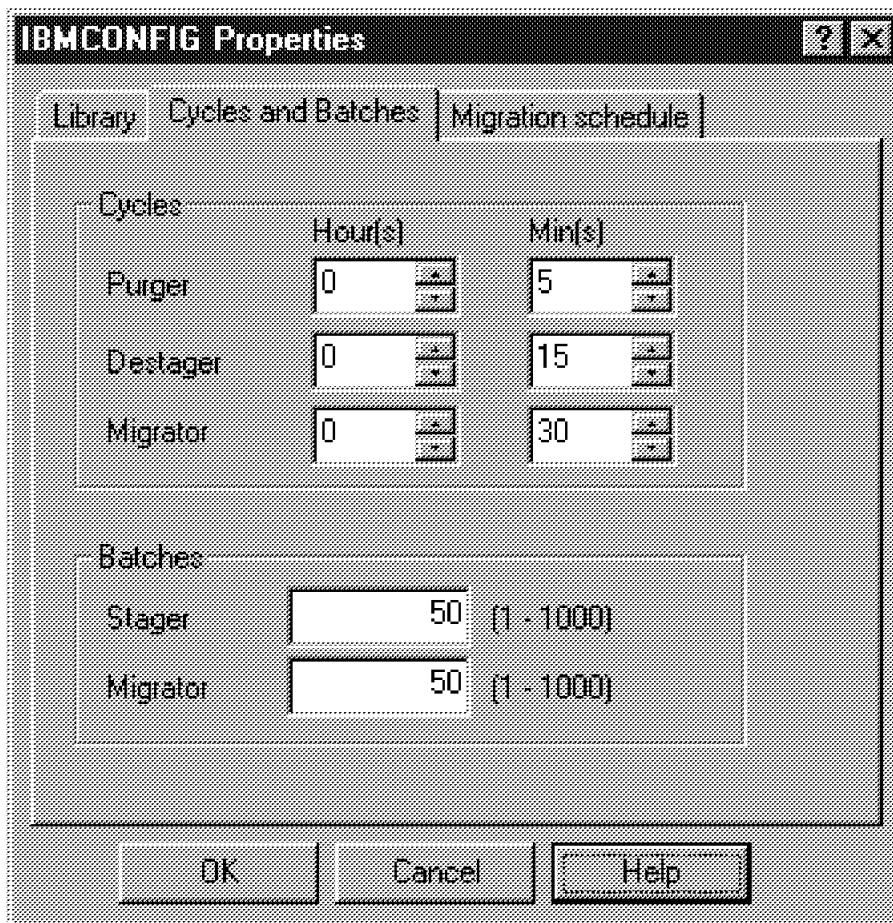 IBMCONFIG Properties ? X
Library Cycles and Batches Migration schedule
Cycles
Hour(s) Min(s)
Purger 0 5
Destager 0 15
Migrator 0 30
Batches
Stager 50 (1 - 1000)
Migrator 50 (1 - 1000)
OK Cancel Help